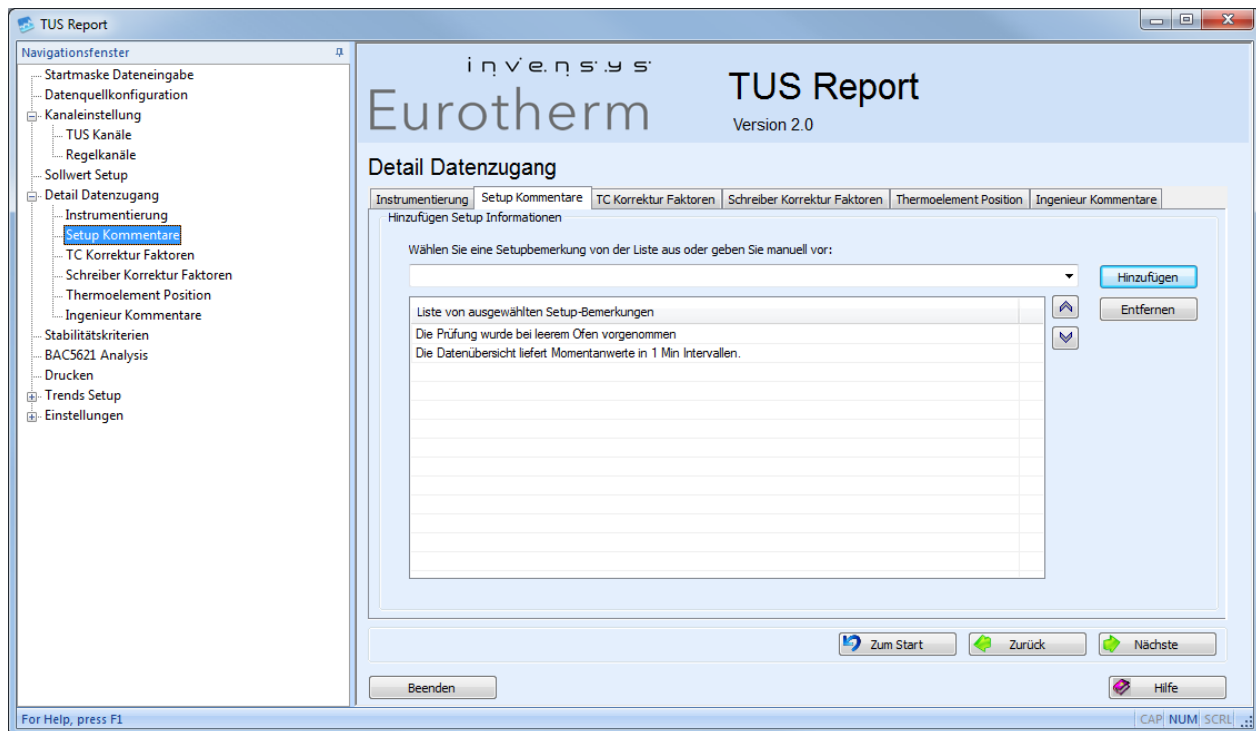 TUS Report
Navigationsfenster
Startmaske Dateneingabe
Datenquellkonfiguration
Kanaleinstellung
TUS Kanäle
Regelkanäle
Sollwert Setup
Detail Datenzugang
Instrumentierung
Setup Kommentare
TC Korrektur Faktoren
Schreiber Korrektur Faktoren
Thermoelement Position
Ingenieur Kommentare
Stabilitätskriterien
BAC5621 Analysis
Drucken
Trends Setup
Einstellungen
invensys
Eurotherm
TUS Report
Version 2.0
Detail Datenzugang
Instrumentierung Setup Kommentare TC Korrektur Faktoren Schreiber Korrektur Faktoren Thermoelement Position Ingenieur Kommentare
Hinzufügen Setup Informationen
Wählen Sie eine Setupbemerkung von der Liste aus oder geben Sie manuell vor:
Hinzufügen
Liste von ausgewählten Setup-Bemerkungen
Entfernen
Die Prüfung wurde bei leerem Ofen vorgenommen
Die Datenübersicht liefert Momentanwerte in 1 Min Intervallen.
Zum Start Zurück Nächste
Beenden Hilfe
For Help, press F1 CAP NUM SCRL